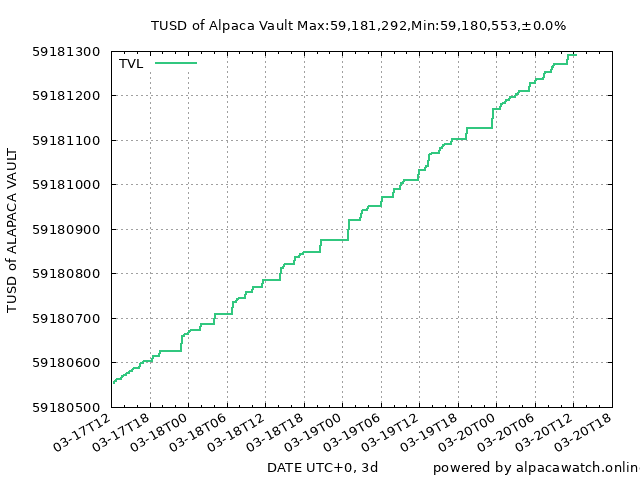 TUSD of Alpaca Vault Max:59,181,292,Min:59,180,553,±0.0%
TVL
59181300
59181200
59181100
59181000
59180900
59180800
59180700
59180600
59180500
TUSD of ALAPACA VAULT
03-17T12
03-17T18
03-18T00
03-18T06
03-18T12
03-18T18
03-19T00
03-19T06
03-19T12
03-19T18
03-20T00
03-20T06
03-20T12
03-20T18
DATE UTC+0, 3d
powered by alpacawatch.onlin